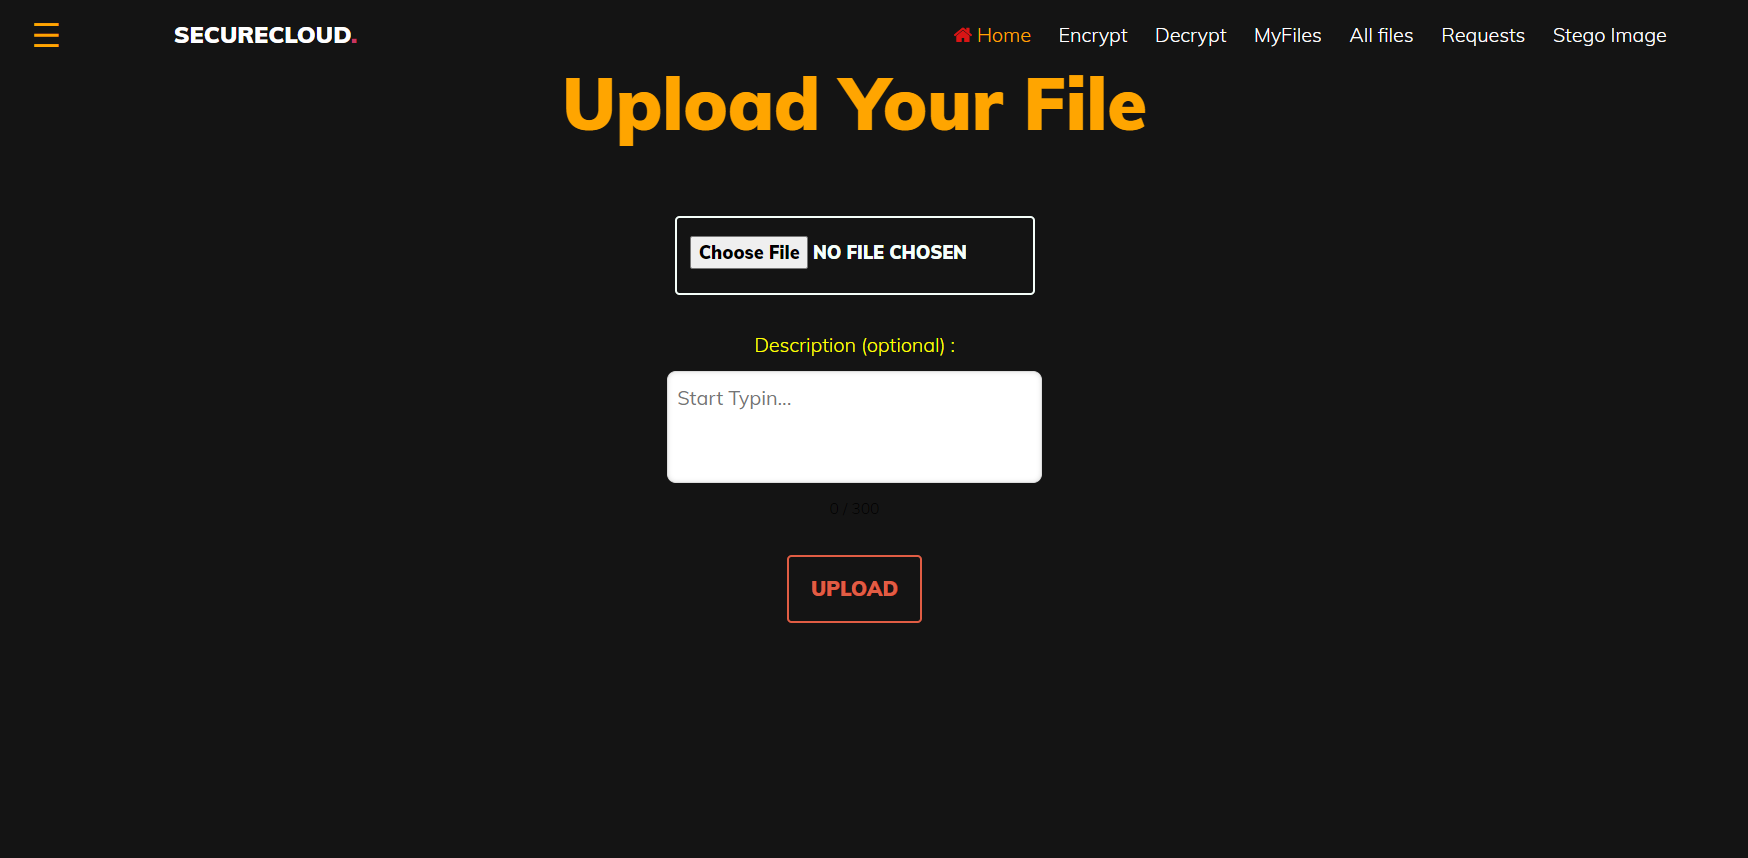 SECURECLOUD. Home Encrypt Decrypt MyFiles All files Requests Stego Image
Upload Your File
Choose File NO FILE CHOSEN
Description (optional) :
Start Typin...
0 / 300
UPLOAD